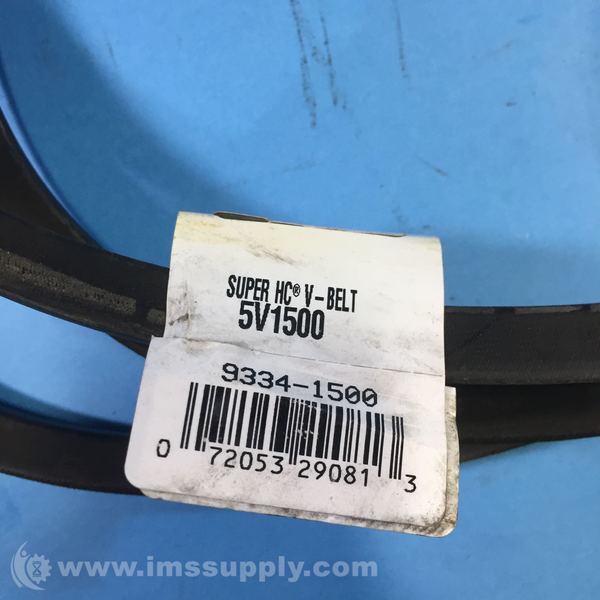 SUPER HC® V-BELT
5V1500
9334-1500
0 72053 29081 3
www.imssupply.com